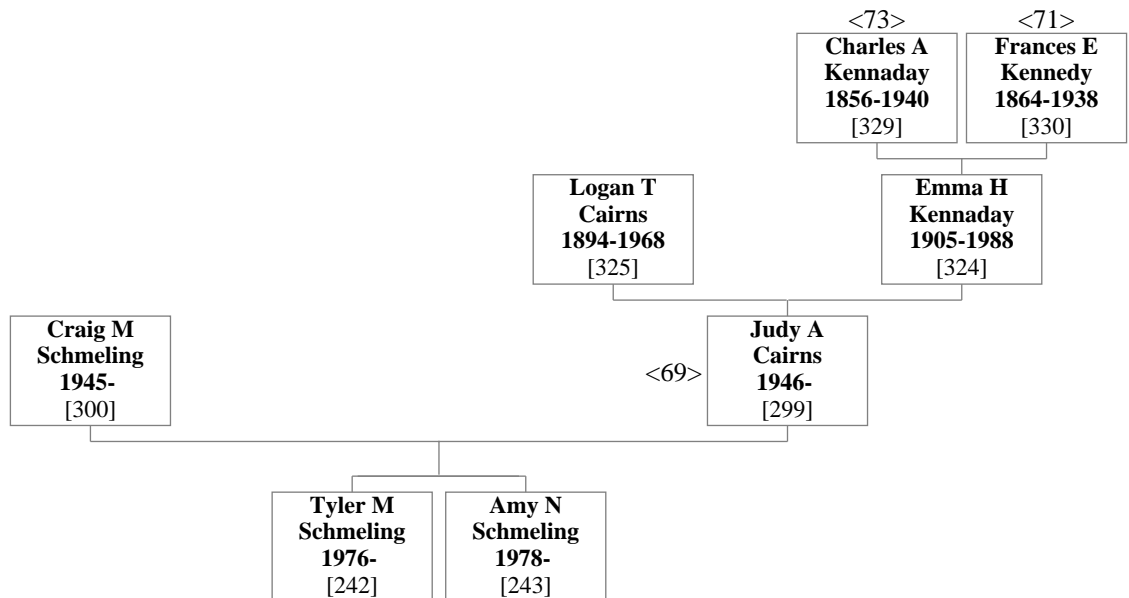 <73>
Charles A
Kennaday
1856-1940
[329]
<71>
Frances E
Kennedy
1864-1938
[330]
Logan T
Cairns
1894-1968
[325]
Emma H
Kennaday
1905-1988
[324]
Craig M
Schmeling
1945-
[300]
<69>
Judy A
Cairns
1946-
[299]
Tyler M
Schmeling
1976-
[242]
Amy N
Schmeling
1978-
[243]